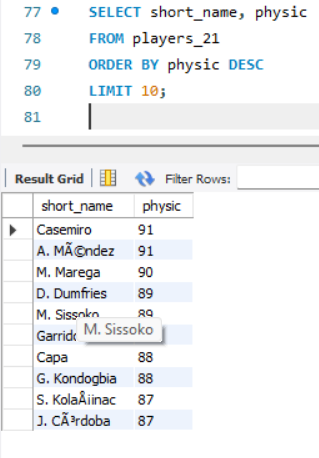 77 SELECT short_name, physic
78 FROM players_21
79 ORDER BY physic DESC
80 LIMIT 10;
81
Result Grid Filter Rows:
short_name physic
Casemiro 91
A. MÃ©ndez 91
M. Marega 90
D. Dumfries 89
M. Sissoko 89
M. Sissoko
Capa 88
G. Kondogbia 88
S. KolaÅ¡inac 87
J. CÃ³rdoba 87